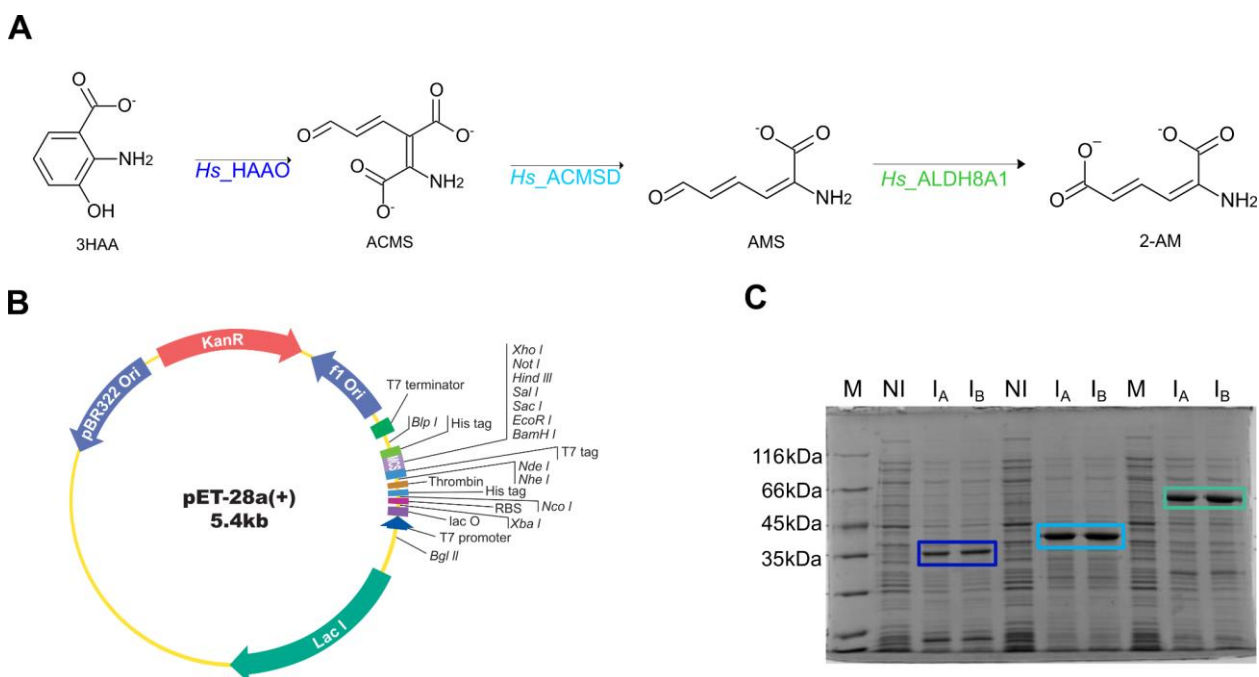 A
O
O-
NH2
OH
3HAA
Hs_HAAO
O
O
O-
O
NH2
O-
ACMS
Hs_ACMSD
-O
O
O
NH2
AMS
Hs_ALDH8A1
O-
O
-O
O
NH2
2-AM
B
KanR
pBR322 Ori
f1 Ori
T7 terminator
Blp I
His tag
MCS
Xho I
Not I
Hind III
Sal I
Sac I
EcoR I
BamH I
T7 tag
Nde I
Nhe I
Thrombin
His tag
RBS
Nco I
Xba I
lac O
T7 promoter
Bgl II
Lac I
pET-28a(+)
5.4kb
C
M NI IA IB NI IA IB M IA IB
116kDa
66kDa
45kDa
35kDa